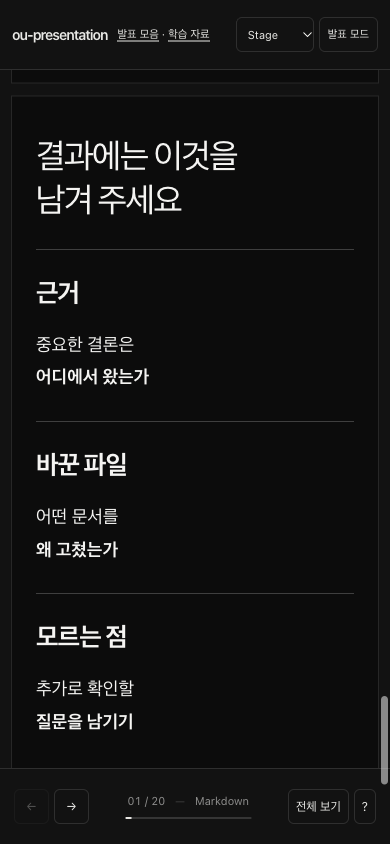 ou-presentation 발표 모음 · 학습 자료 Stage 발표 모드
결과에는 이것을
남겨 주세요
근거
중요한 결론은
어디에서 왔는가
바꾼 파일
어떤 문서를
왜 고쳤는가
모르는 점
추가로 확인할
질문을 남기기
← → 01 / 20 — Markdown 전체 보기 ?